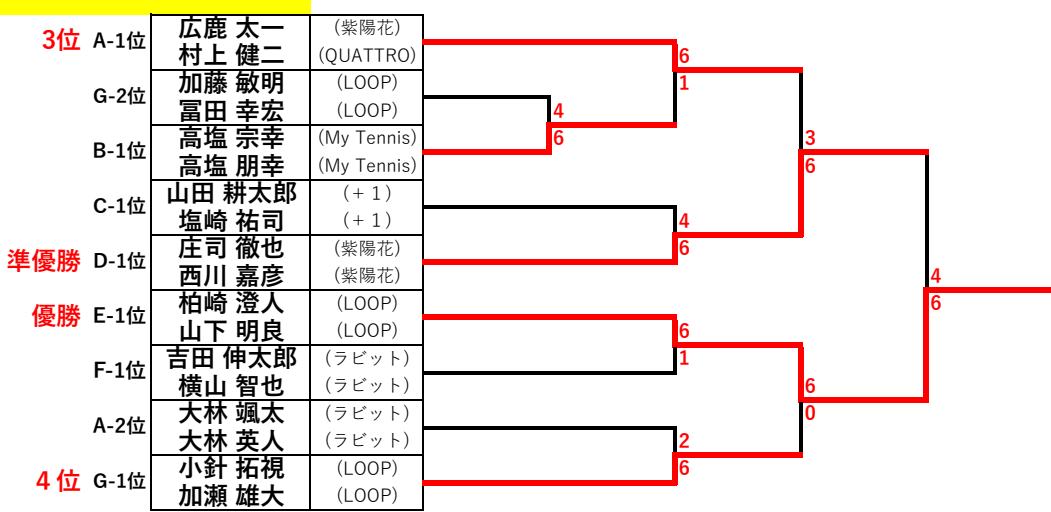 3位 A-1位 広鹿 太一 (紫陽花)
村上 健二 (QUATTRO)
G-2位 加藤 敏明 (LOOP)
冨田 幸宏 (LOOP)
B-1位 高塩 宗幸 (My Tennis)
高塩 朋幸 (My Tennis)
C-1位 山田 耕太郎 (+1)
塩崎 祐司 (+1)
準優勝 D-1位 庄司 徹也 (紫陽花)
西川 嘉彦 (紫陽花)
優勝 E-1位 柏崎 澄人 (LOOP)
山下 明良 (LOOP)
F-1位 吉田 伸太郎 (ラビット)
横山 智也 (ラビット)
A-2位 大林 颯太 (ラビット)
大林 英人 (ラビット)
4位 G-1位 小針 拓視 (LOOP)
加瀬 雄大 (LOOP)
6
1
4
6
3
6
4
6
4
6
6
1
6
0
2
6